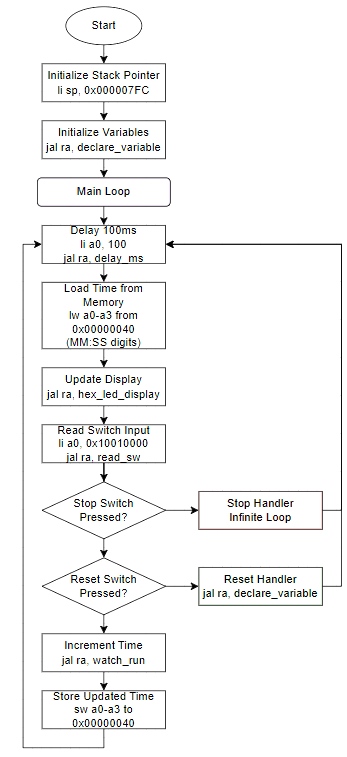 Start
Initialize Stack Pointer
li sp, 0x000007FC
Initialize Variables
jal ra, declare_variable
Main Loop
Delay 100ms
li a0, 100
jal ra, delay_ms
Load Time from
Memory
lw a0-a3 from
0x00000040
(MM:SS digits)
Update Display
jal ra, hex_led_display
Read Switch Input
li a0, 0x10010000
jal ra, read_sw
Stop Switch
Pressed?
Stop Handler
Infinite Loop
Reset Switch
Pressed?
Reset Handler
jal ra, declare_variable
Increment Time
jal ra, watch_run
Store Updated Time
sw a0-a3 to
0x00000040